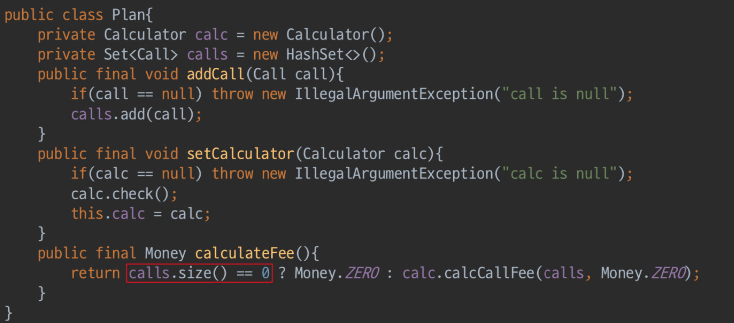 public class Plan{
    private Calculator calc = new Calculator();
    private Set<Call> calls = new HashSet<>();
    public final void addCall(Call call){
        if(call == null) throw new IllegalArgumentException("call is null");
        calls.add(call);
    }
    public final void setCalculator(Calculator calc){
        if(calc == null) throw new IllegalArgumentException("calc is null");
        calc.check();
        this.calc = calc;
    }
    public final Money calculateFee(){
        return calls.size() == 0 ? Money.ZERO : calc.calcCallFee(calls, Money.ZERO);
    }
}